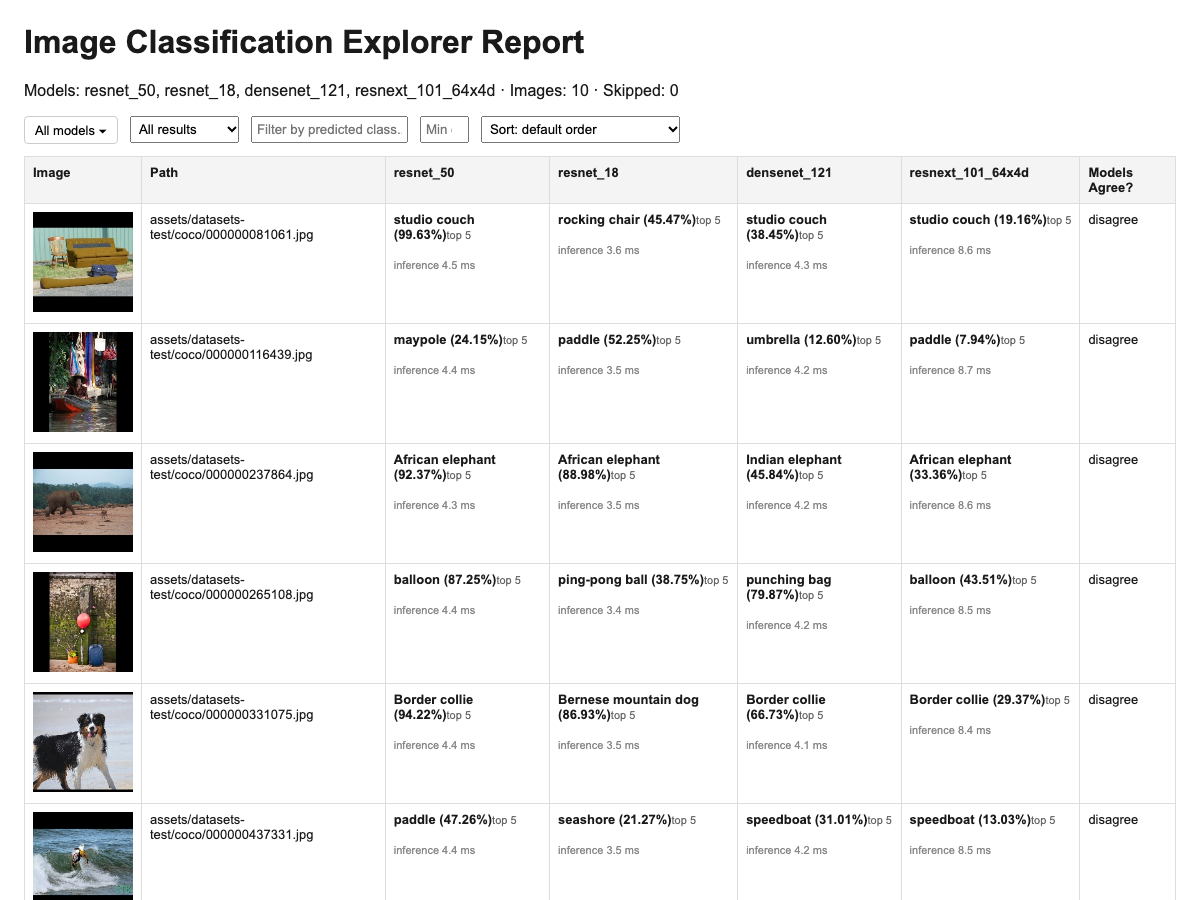 Image Classification Explorer Report
Models: resnet_50, resnet_18, densenet_121, resnext_101_64x4d · Images: 10 · Skipped: 0
All models
All results
Filter by predicted class.
Min
Sort: default order
Image
Path
resnet_50
resnet_18
densenet_121
resnext_101_64x4d
Models
Agree?
assets/datasets-
test/coco/000000081061.jpg
studio couch
(99.63%)top 5
inference 4.5 ms
rocking chair (45.47%)top 5
inference 3.6 ms
studio couch
(38.45%)top 5
inference 4.3 ms
studio couch (19.16%)top 5
inference 8.6 ms
disagree
assets/datasets-
test/coco/000000116439.jpg
maypole (24.15%)top 5
inference 4.4 ms
paddle (52.25%)top 5
inference 3.5 ms
umbrella (12.60%)top 5
inference 4.2 ms
paddle (7.94%)top 5
inference 8.7 ms
disagree
assets/datasets-
test/coco/000000237864.jpg
African elephant
(92.37%)top 5
inference 4.3 ms
African elephant
(88.98%)top 5
inference 3.5 ms
Indian elephant
(45.84%)top 5
inference 4.2 ms
African elephant
(33.36%)top 5
inference 8.6 ms
disagree
assets/datasets-
test/coco/000000265108.jpg
balloon (87.25%)top 5
inference 4.4 ms
ping-pong ball (38.75%)top 5
inference 3.4 ms
punching bag
(79.87%)top 5
inference 4.2 ms
balloon (43.51%)top 5
inference 8.5 ms
disagree
assets/datasets-
test/coco/000000331075.jpg
Border collie
(94.22%)top 5
inference 4.4 ms
Bernese mountain dog
(86.93%)top 5
inference 3.5 ms
Border collie
(66.73%)top 5
inference 4.1 ms
Border collie (29.37%)top 5
inference 8.4 ms
disagree
assets/datasets-
test/coco/000000437331.jpg
paddle (47.26%)top 5
inference 4.4 ms
seashore (21.27%)top 5
inference 3.5 ms
speedboat (31.01%)top 5
inference 4.2 ms
speedboat (13.03%)top 5
inference 8.5 ms
disagree